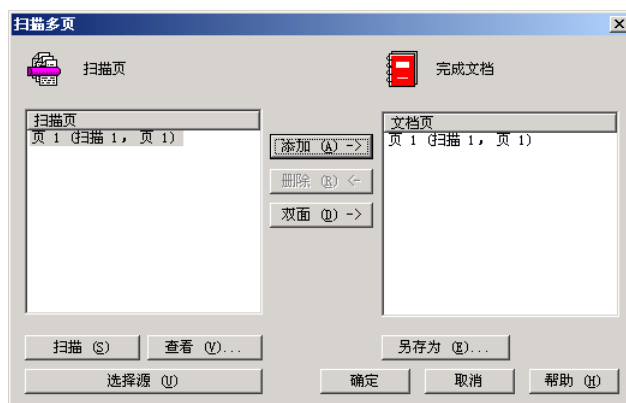 扫描多页
扫描页
完成文档
扫描页
页 1 (扫描 1, 页 1)
添加 (A) ->
删除 (R) <-
双面 (D) ->
文档页
页 1 (扫描 1, 页 1)
扫描 (S)
查看 (V)...
另存为 (E)...
选择源 (U)
确定
取消
帮助 (H)